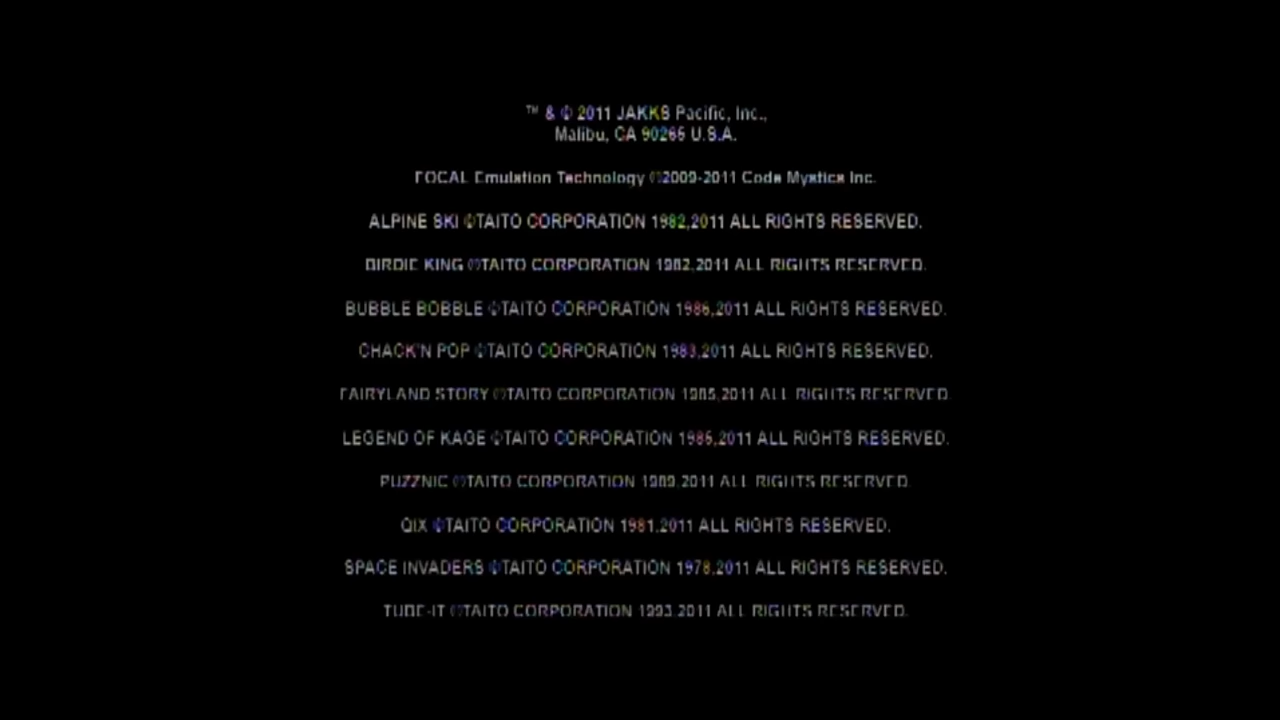 ™ & © 2011 JAKKS Pacific, Inc.,
Malibu, CA 90265 U.S.A.
FOCAL Emulation Technology ©2009-2011 Code Mystics Inc.
ALPINE SKI ©TAITO CORPORATION 1982,2011 ALL RIGHTS RESERVED.
BIRDIE KING ©TAITO CORPORATION 1982,2011 ALL RIGHTS RESERVED.
BUBBLE BOBBLE ©TAITO CORPORATION 1986,2011 ALL RIGHTS RESERVED.
CHACK'N POP ©TAITO CORPORATION 1983,2011 ALL RIGHTS RESERVED.
FAIRYLAND STORY ©TAITO CORPORATION 1985,2011 ALL RIGHTS RESERVED.
LEGEND OF KAGE ©TAITO CORPORATION 1985,2011 ALL RIGHTS RESERVED.
PUZZNIC ©TAITO CORPORATION 1989,2011 ALL RIGHTS RESERVED.
QIX ©TAITO CORPORATION 1981,2011 ALL RIGHTS RESERVED.
SPACE INVADERS ©TAITO CORPORATION 1978,2011 ALL RIGHTS RESERVED.
TUBE-IT ©TAITO CORPORATION 1993,2011 ALL RIGHTS RESERVED.